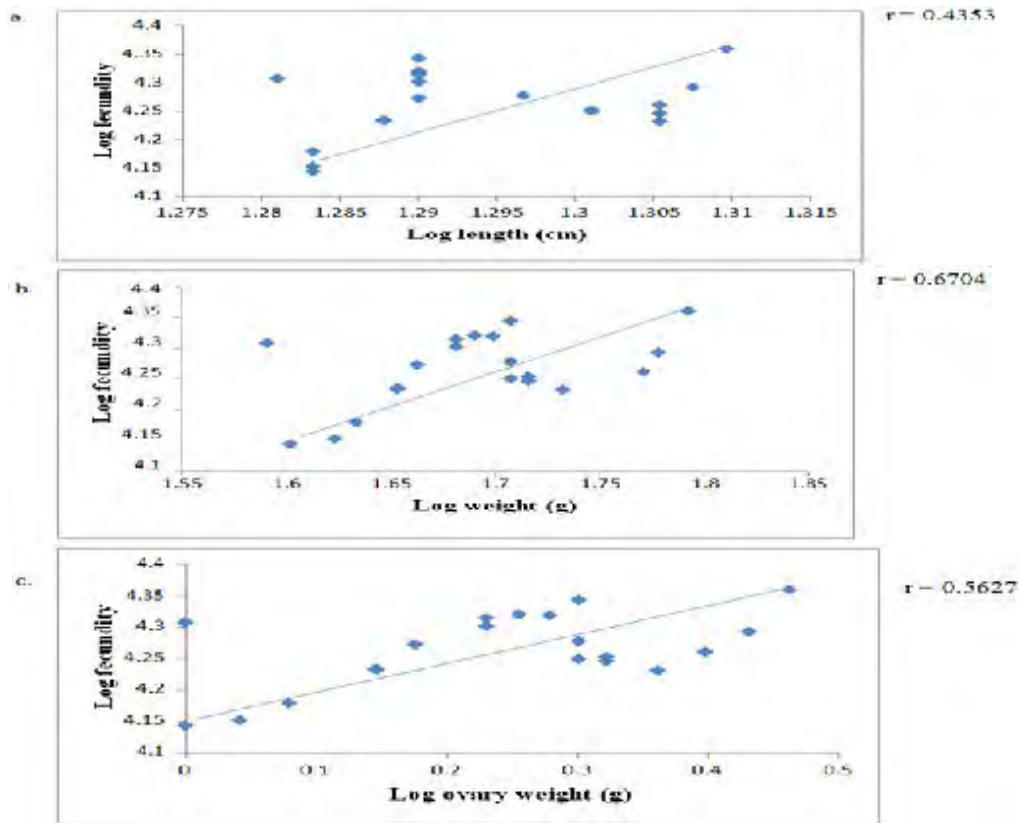 a.
r = 0.4353
4.4
4.35
4.3
4.25
4.2
4.15
4.1
Log fecundity
1.275 1.28 1.285 1.29 1.295 1.3 1.305 1.31 1.315
Log length (cm)
b.
r = 0.6704
4.4
4.35
4.3
4.25
4.2
4.15
4.1
Log fecundity
1.55 1.6 1.65 1.7 1.75 1.8 1.85
Log weight (g)
c.
r = 0.5627
4.4
4.35
4.3
4.25
4.2
4.15
4.1
Log fecundity
0 0.1 0.2 0.3 0.4 0.5
Log ovary weight (g)